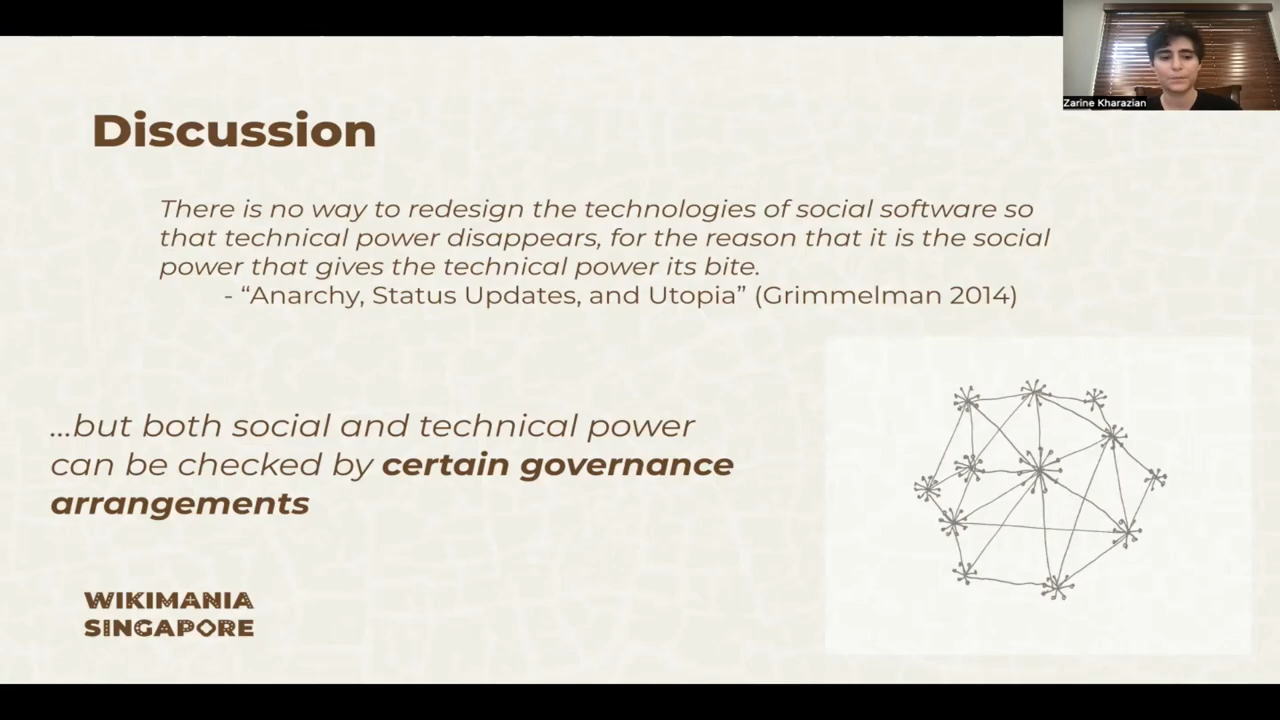 Zarine Kharazian
Discussion
There is no way to redesign the technologies of social software so
that technical power disappears, for the reason that it is the social
power that gives the technical power its bite.
- “Anarchy, Status Updates, and Utopia” (Grimmelman 2014)
...but both social and technical power
can be checked by certain governance
arrangements
WIKIMANIA
SINGAPORE